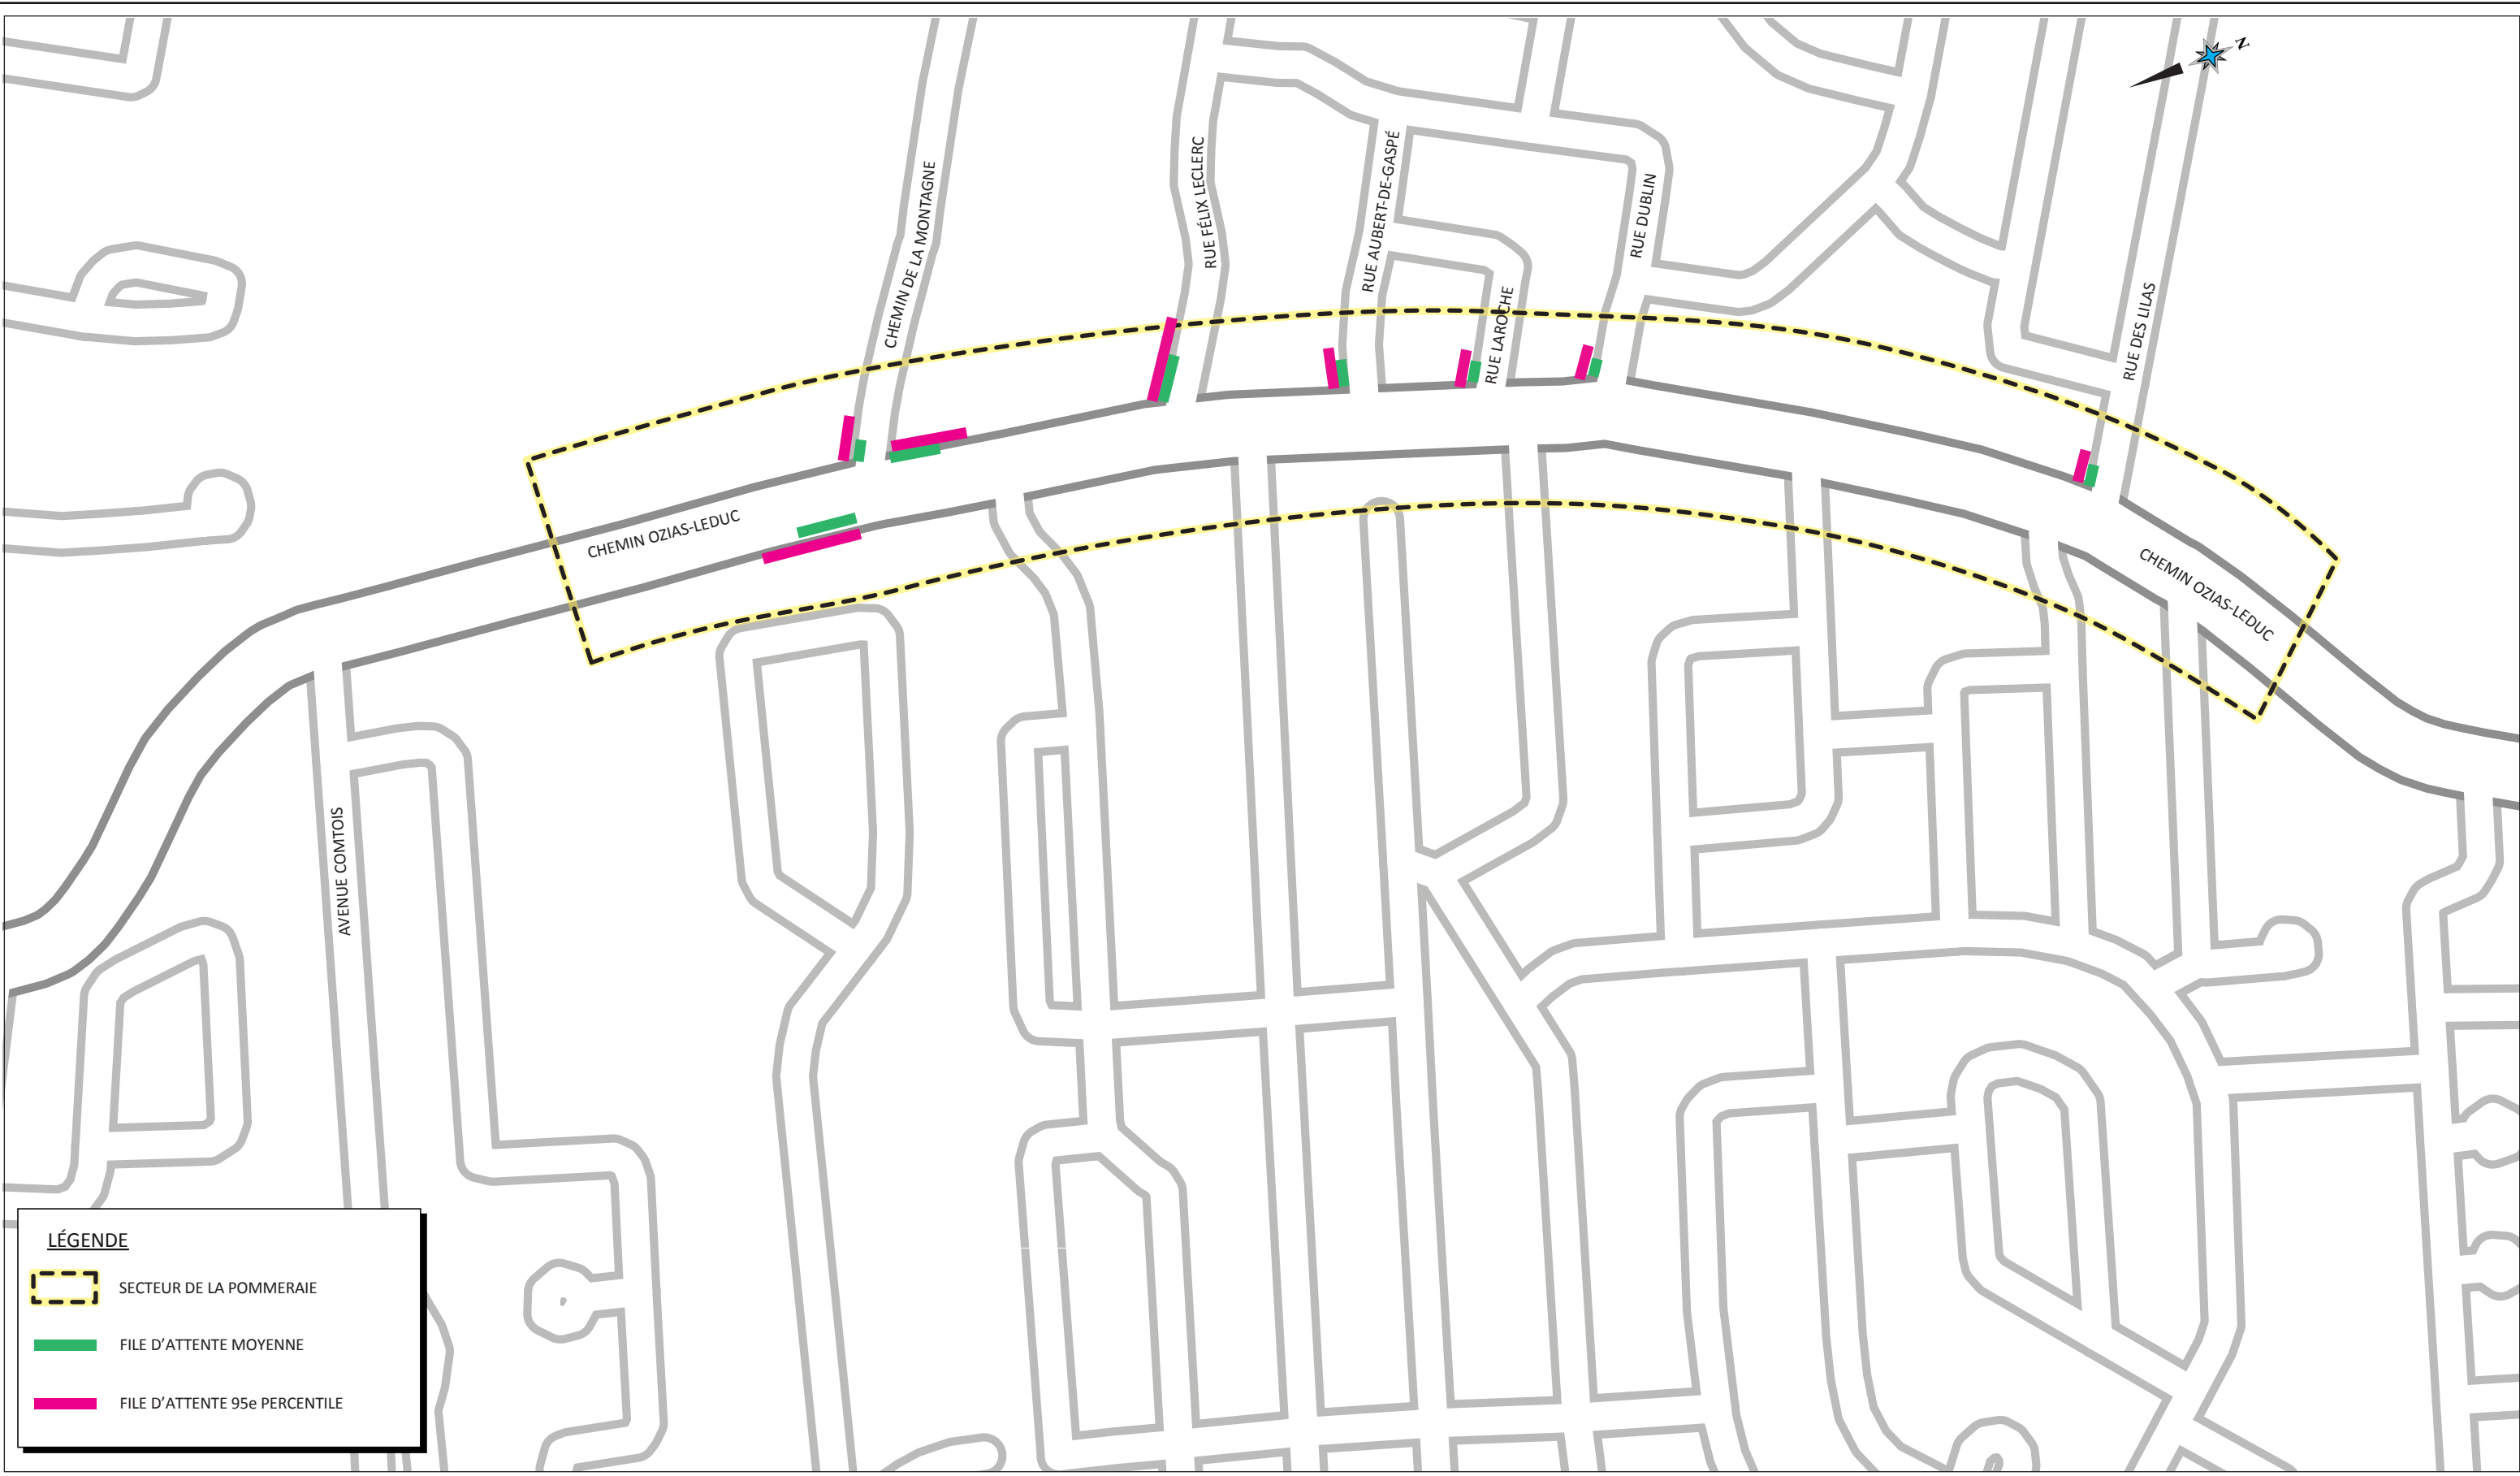 N
CHEMIN DE LA MONTAGNE
RUE FÉLIX LECLERC
RUE AUBERT-DE-GASPÉ
RUE LAROCHE
RUE DUBLIN
RUE DES LILAS
CHEMIN OZIAS-LEDUC
CHEMIN OZIAS-LEDUC
AVENUE COMTOIS
LÉGENDE
SECTEUR DE LA POMMERAIE
FILE D'ATTENTE MOYENNE
FILE D'ATTENTE 95e PERCENTILE